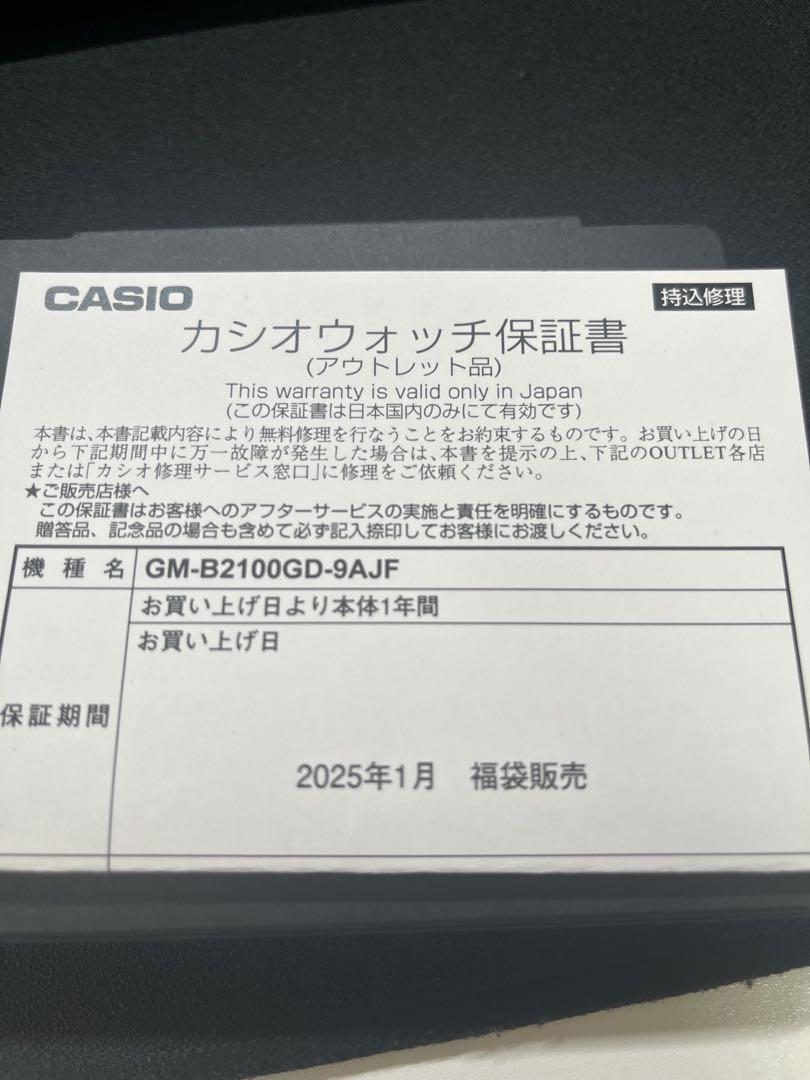 CASIO
持込修理
カシオウォッチ保証書
(アウトレット品)
This warranty is valid only in Japan
(この保証書は日本国内のみにて有効です)
本書は、本書記載内容により無料修理を行なうことをお約束するものです。お買い上げの日
から下記期間中に万一故障が発生した場合は、本書を提示の上、下記のOUTLET各店
または「カシオ修理サービス窓口」に修理をご依頼ください。
★ご販売店様へ
この保証書はお客様へのアフターサービスの実施と責任を明確にするものです。
贈答品、記念品の場合も含めて必ず記入捺印してお客様にお渡しください。
機種名 GM-B2100GD-9AJF
お買い上げ日より本体1年間
お買い上げ日
保証期間
2025年1月 福袋販売